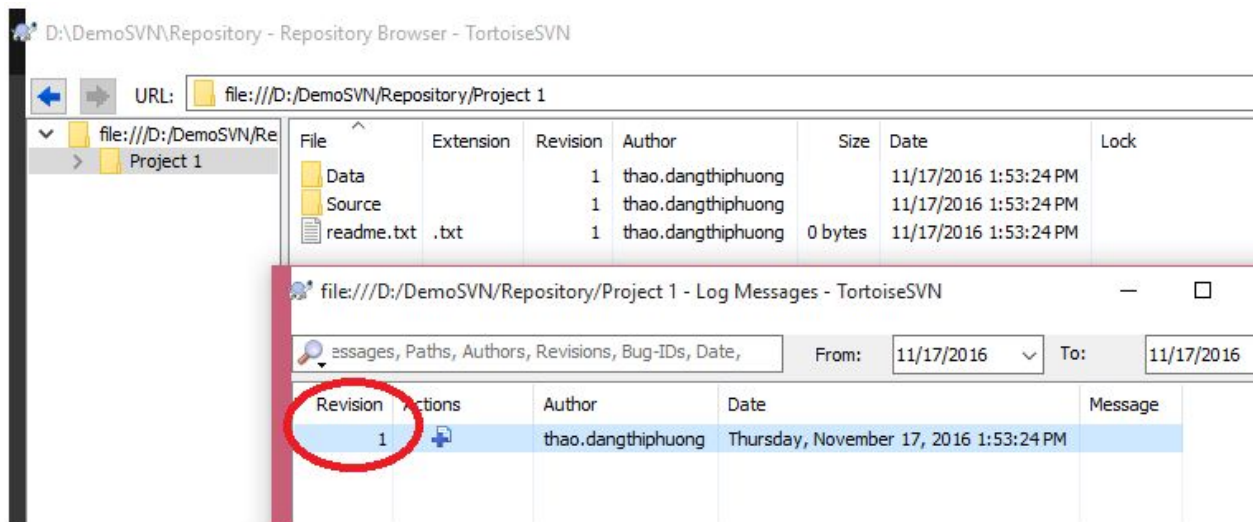 D:\DemoSVN\Repository - Repository Browser - TortoiseSVN
URL: file:///D:/DemoSVN/Repository/Project 1
file:///D:/DemoSVN/Re
Project 1
File Extension Revision Author Size Date Lock
Data 1 thao.dangthiphuong 11/17/2016 1:53:24 PM
Source 1 thao.dangthiphuong 11/17/2016 1:53:24 PM
readme.txt .txt 1 thao.dangthiphuong 0 bytes 11/17/2016 1:53:24 PM
file:///D:/DemoSVN/Repository/Project 1 - Log Messages - TortoiseSVN
essages, Paths, Authors, Revisions, Bug-IDs, Date, From: 11/17/2016 To: 11/17/2016
Revision Actions Author Date Message
1 thao.dangthiphuong Thursday, November 17, 2016 1:53:24 PM